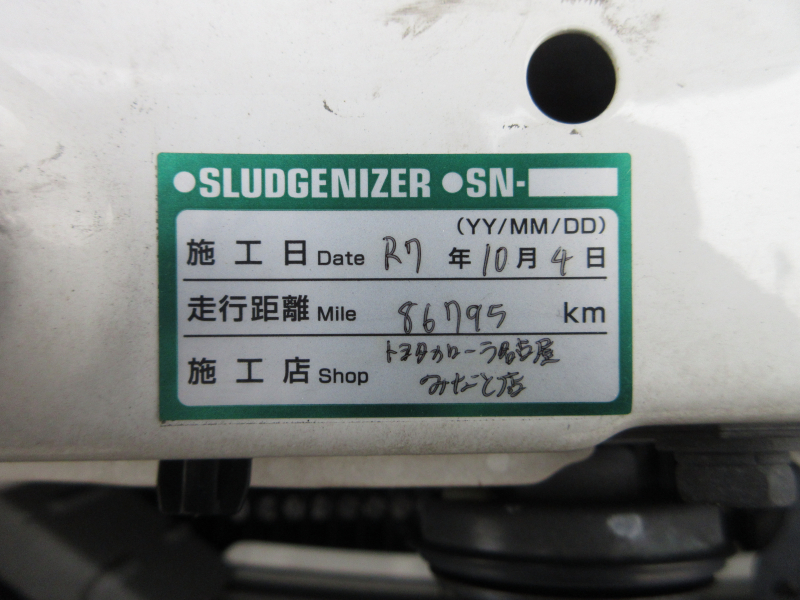 ●SLUDGENIZER ●SN-
(YY/MM/DD)
施工日 Date R7 年 10 月 4 日
走行距離 Mile 86795 km
施工店 Shop トヨタカローラ名古屋
みなと店